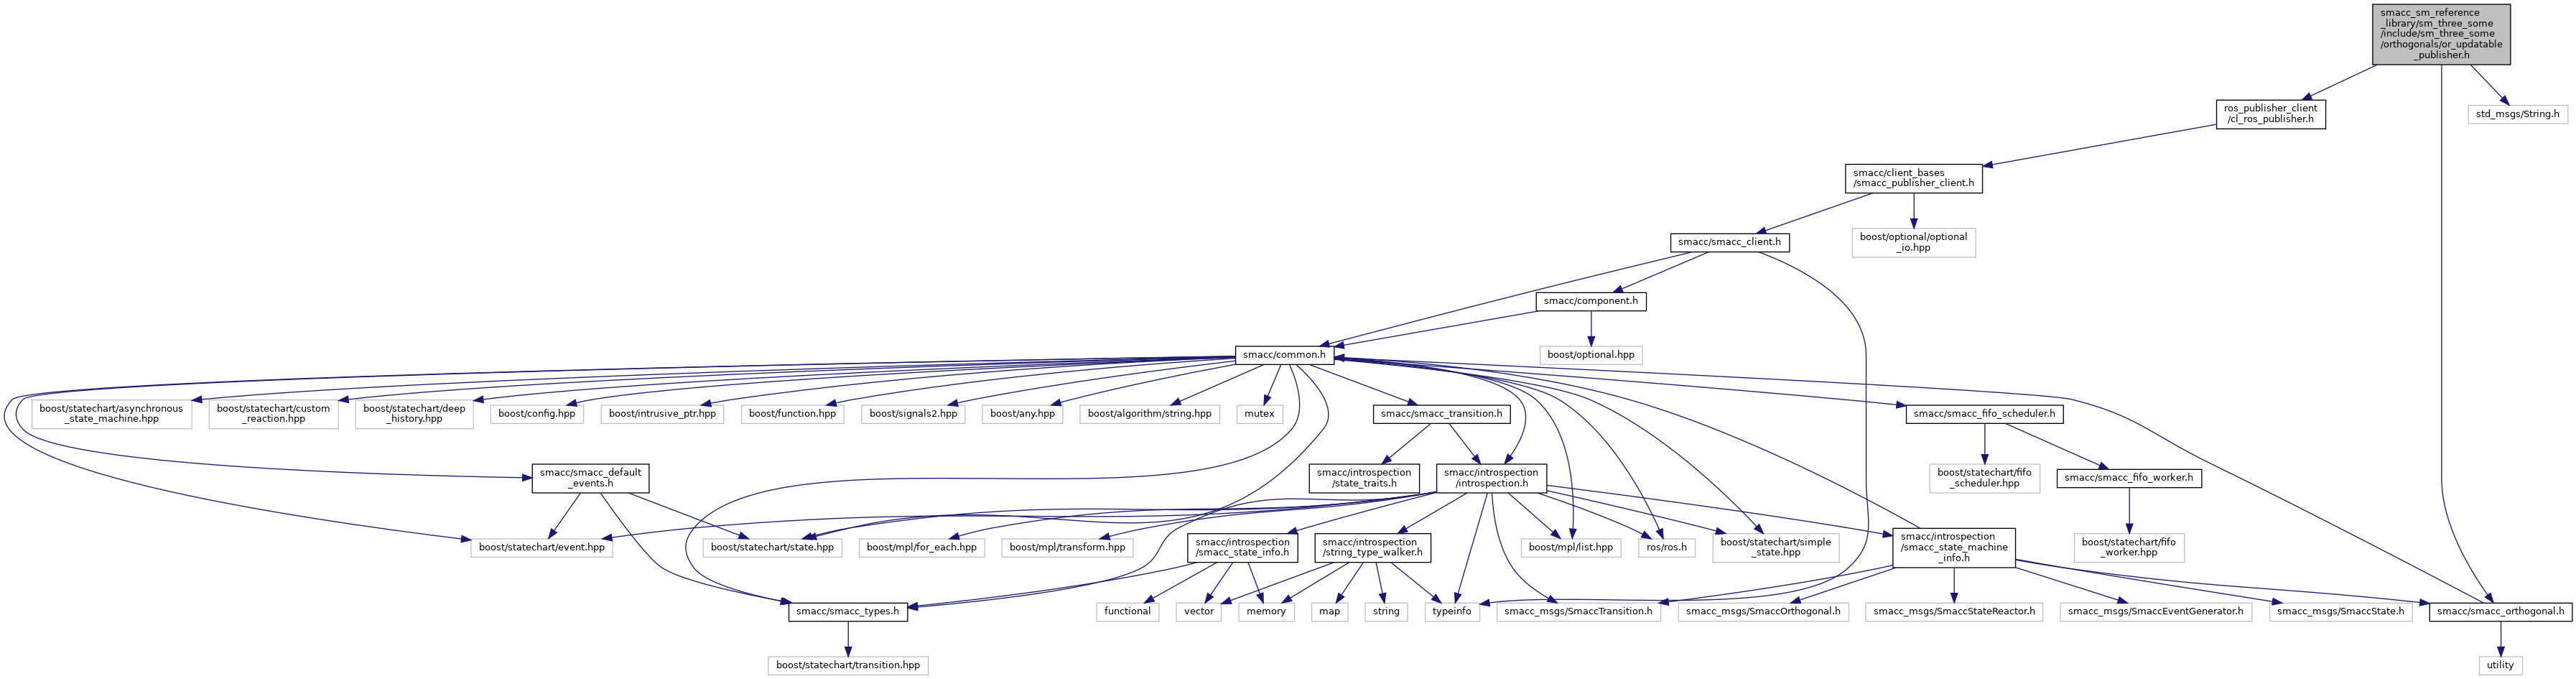 smacc_sm_reference
_library/sm_three_some
/include/sm_three_some
/orthogonals/or_updatable
_publisher.h
ros_publisher_client
/cl_ros_publisher.h
std_msgs/String.h
smacc/client_bases
/smacc_publisher_client.h
smacc/smacc_client.h
boost/optional/optional
_io.hpp
smacc/component.h
smacc/common.h
boost/optional.hpp
boost/statechart/asynchronous
_state_machine.hpp
boost/statechart/custom
_reaction.hpp
boost/statechart/deep
_history.hpp
boost/config.hpp
boost/intrusive_ptr.hpp
boost/function.hpp
boost/signals2.hpp
boost/any.hpp
boost/algorithm/string.hpp
mutex
smacc/smacc_transition.h
smacc/smacc_fifo_scheduler.h
smacc/smacc_default
_events.h
smacc/introspection
/state_traits.h
smacc/introspection
/introspection.h
boost/statechart/fifo
_scheduler.hpp
smacc/smacc_fifo_worker.h
boost/statechart/event.hpp
boost/statechart/state.hpp
boost/mpl/for_each.hpp
boost/mpl/transform.hpp
smacc/introspection
/smacc_state_info.h
smacc/introspection
/string_type_walker.h
boost/mpl/list.hpp
ros/ros.h
boost/statechart/simple
_state.hpp
smacc/introspection
/smacc_state_machine
_info.h
boost/statechart/fifo
_worker.hpp
smacc/smacc_types.h
functional
vector
memory
map
string
typeinfo
smacc_msgs/SmaccTransition.h
smacc_msgs/SmaccOrthogonal.h
smacc_msgs/SmaccStateReactor.h
smacc_msgs/SmaccEventGenerator.h
smacc_msgs/SmaccState.h
smacc/smacc_orthogonal.h
boost/statechart/transition.hpp
utility